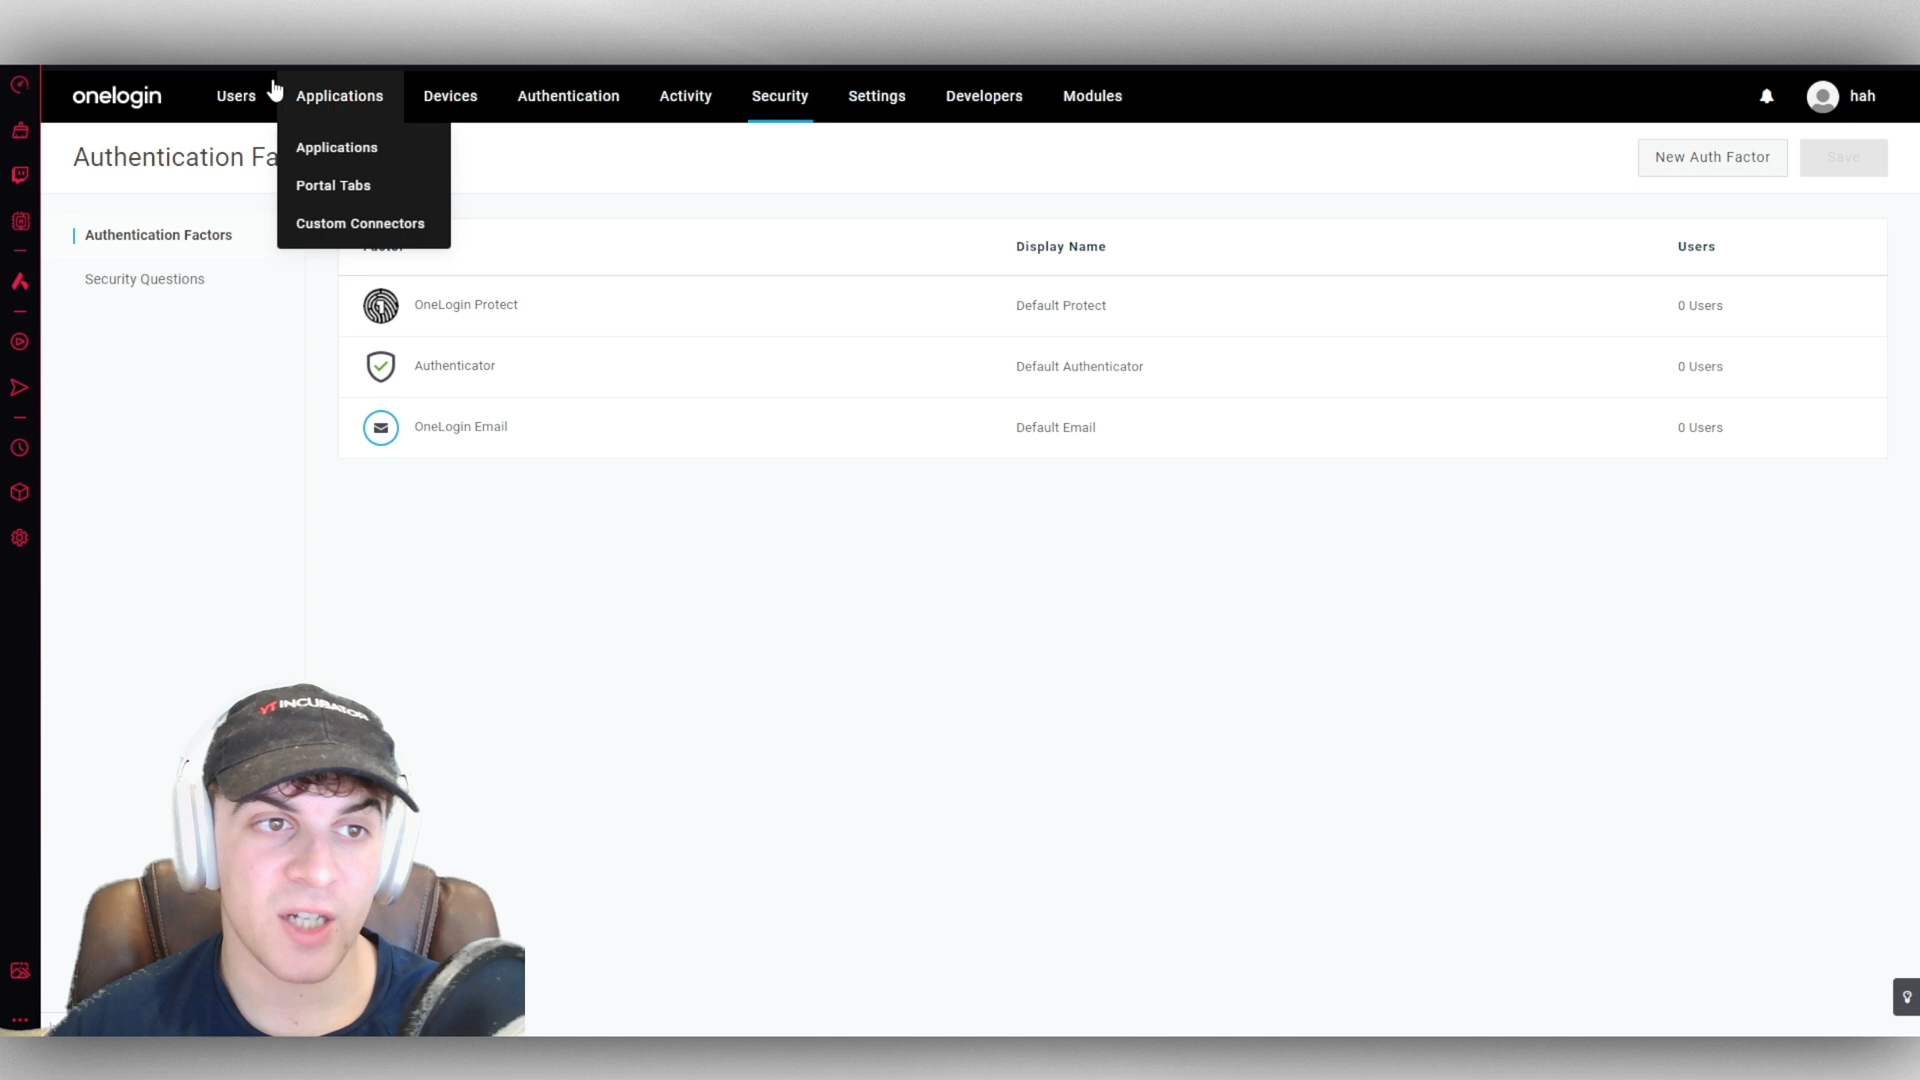 onelogin Users Applications Devices Authentication Activity Security Settings Developers Modules hah
Applications
Portal Tabs
Custom Connectors
Authentication Fa
New Auth Factor
Save
Authentication Factors
Security Questions
Display Name Users
OneLogin Protect Default Protect 0 Users
Authenticator Default Authenticator 0 Users
OneLogin Email Default Email 0 Users
YT INCUBATOR